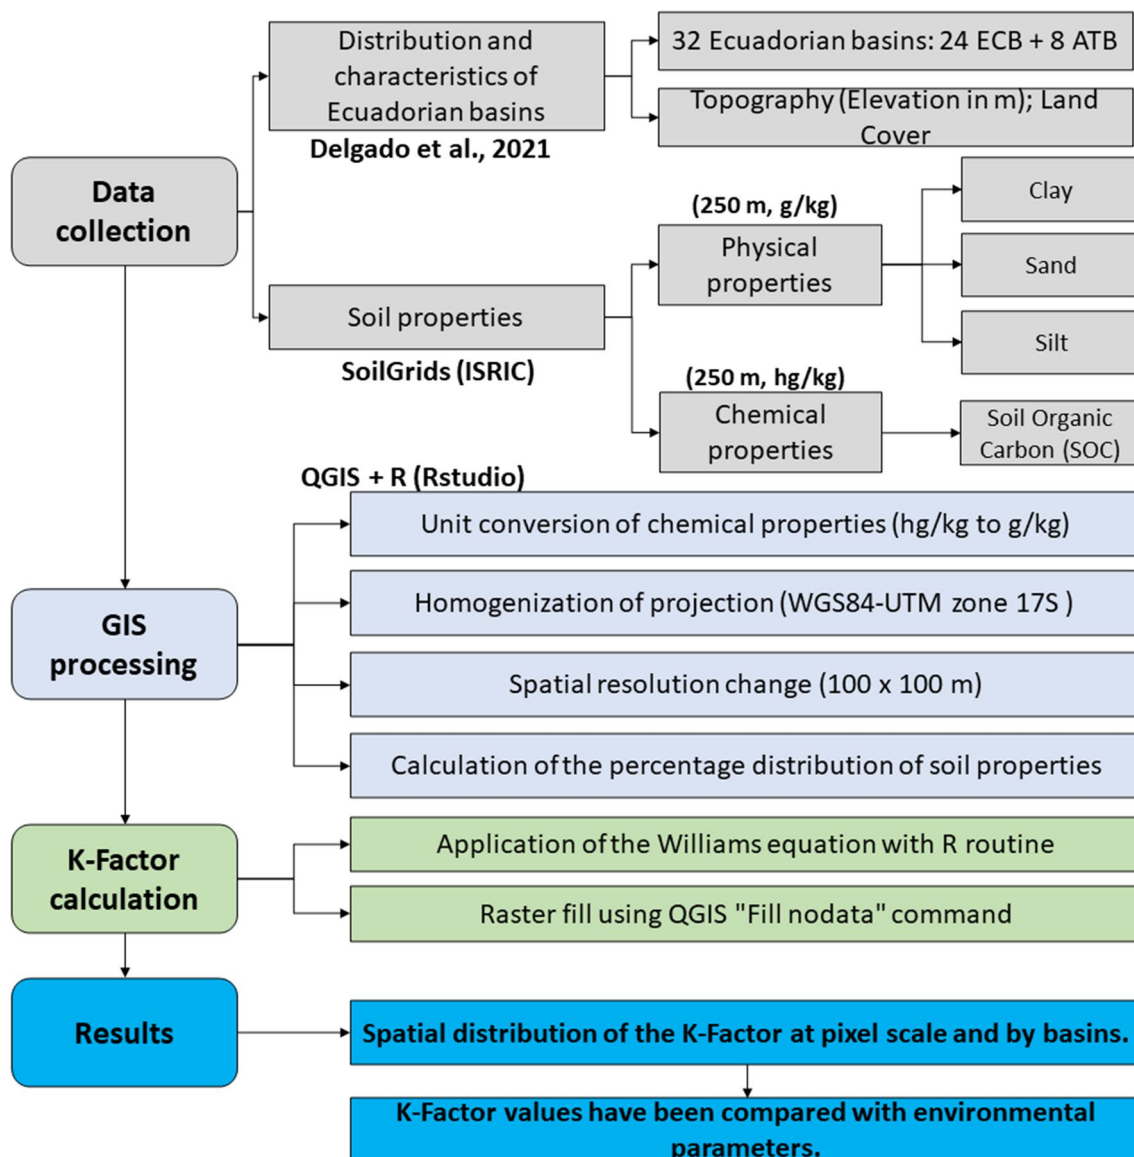 Distribution and
characteristics of
Ecuadorian basins
Delgado et al., 2021
32 Ecuadorian basins: 24 ECB + 8 ATB
Topography (Elevation in m); Land
Cover
Data
collection
Soil properties
SoilGrids (ISRIC)
(250 m, g/kg)
Physical
properties
Clay
Sand
Silt
(250 m, hg/kg)
Chemical
properties
Soil Organic
Carbon (SOC)
QGIS + R (Rstudio)
GIS
processing
Unit conversion of chemical properties (hg/kg to g/kg)
Homogenization of projection (WGS84-UTM zone 17S )
Spatial resolution change (100 x 100 m)
Calculation of the percentage distribution of soil properties
K-Factor
calculation
Application of the Williams equation with R routine
Raster fill using QGIS "Fill nodata" command
Results
Spatial distribution of the K-Factor at pixel scale and by basins.
K-Factor values have been compared with environmental
parameters.